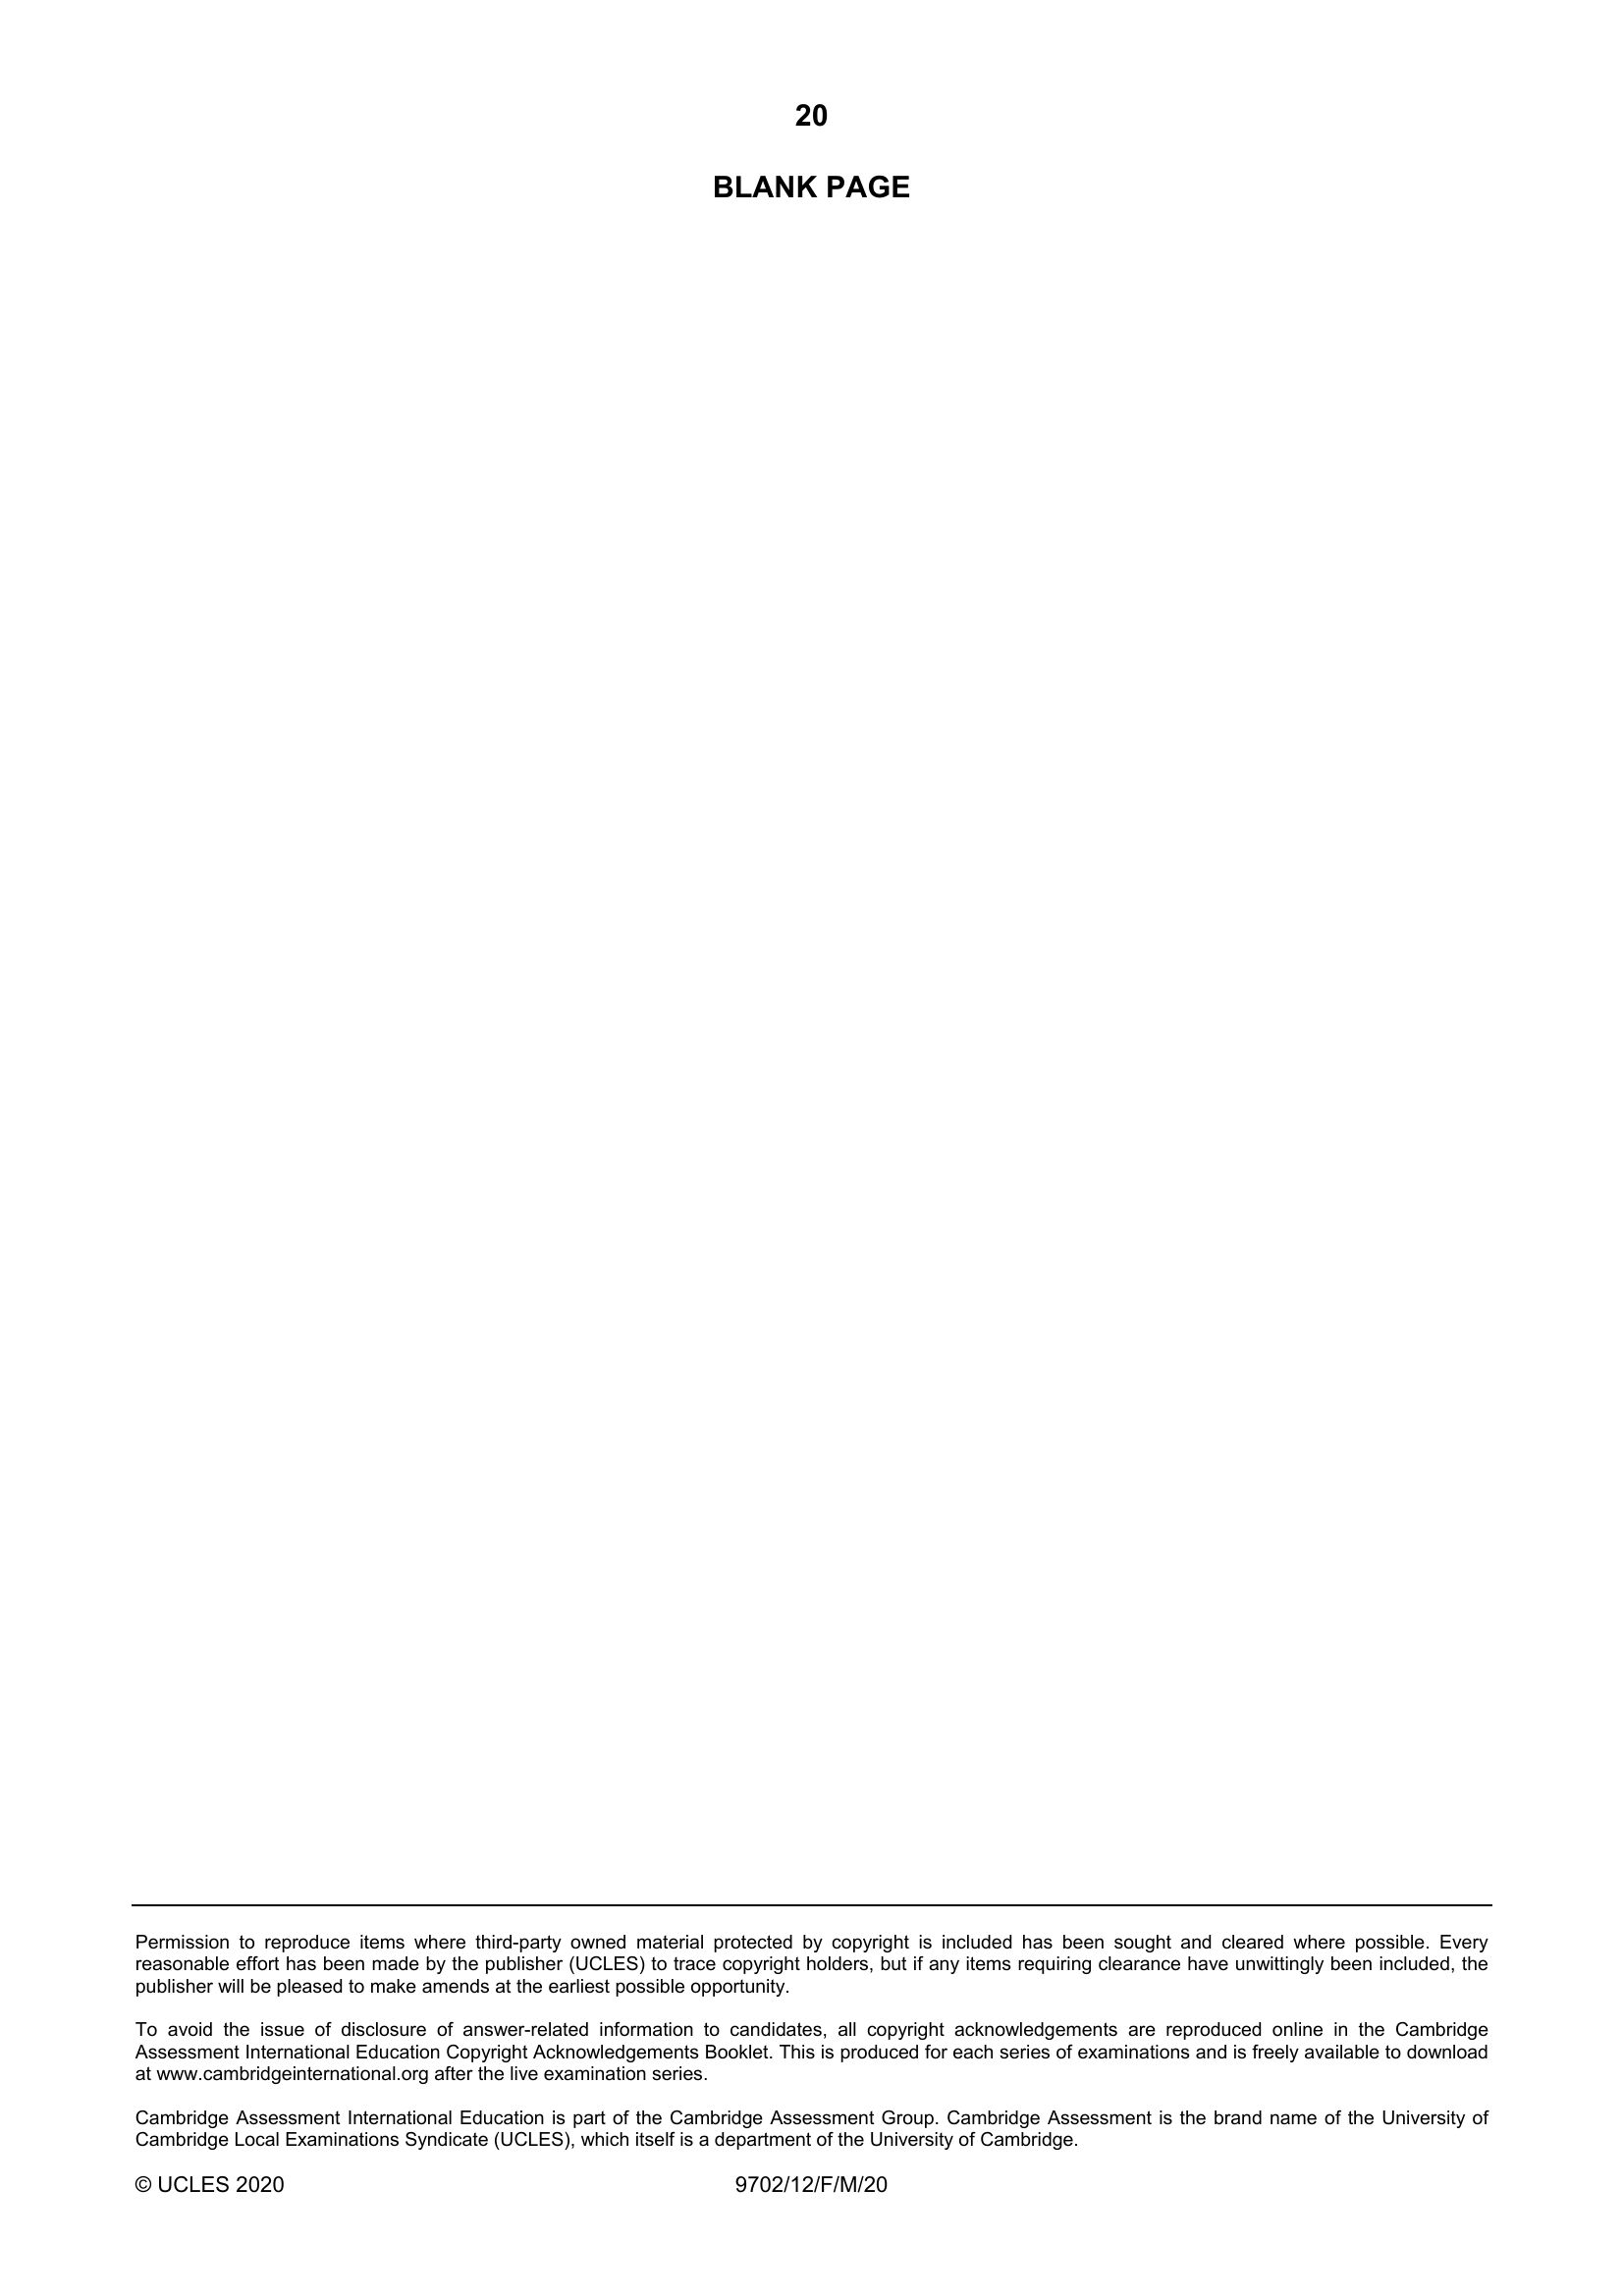 20
BLANK PAGE
Permission to reproduce items where third-party owned material protected by copyright is included has been sought and cleared where possible. Every
reasonable effort has been made by the publisher (UCLES) to trace copyright holders, but if any items requiring clearance have unwittingly been included, the
publisher will be pleased to make amends at the earliest possible opportunity.
To avoid the issue of disclosure of answer-related information to candidates, all copyright acknowledgements are reproduced online in the Cambridge
Assessment International Education Copyright Acknowledgements Booklet. This is produced for each series of examinations and is freely available to download
at www.cambridgeinternational.org after the live examination series.
Cambridge Assessment International Education is part of the Cambridge Assessment Group. Cambridge Assessment is the brand name of the University of
Cambridge Local Examinations Syndicate (UCLES), which itself is a department of the University of Cambridge.
© UCLES 2020 9702/12/F/M/20